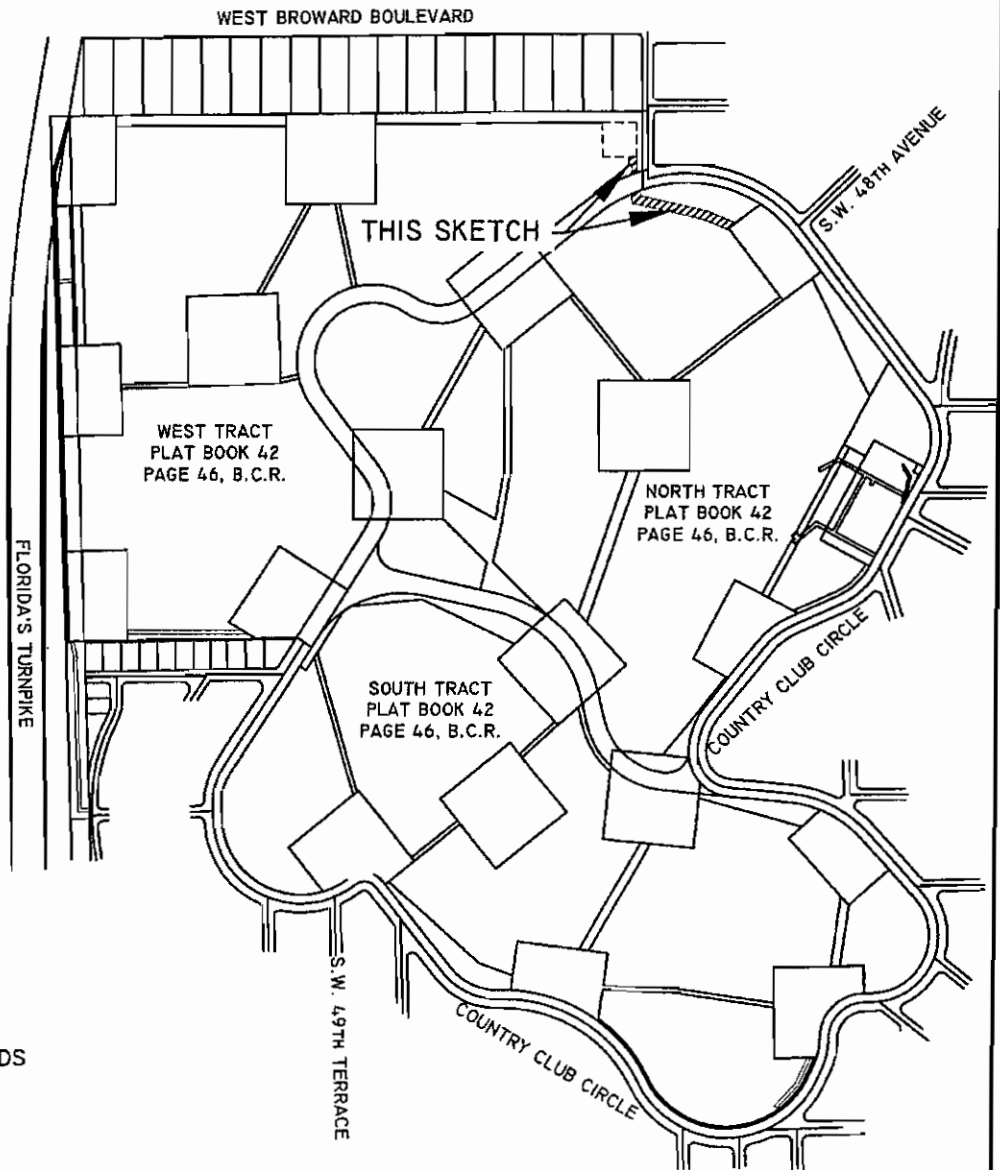 WEST BROWARD BOULEVARD
S.W. 48TH AVENUE
THIS SKETCH
WEST TRACT
PLAT BOOK 42
PAGE 46, B.C.R.
NORTH TRACT
PLAT BOOK 42
PAGE 46, B.C.R.
FLORIDA'S TURNPIKE
COUNTRY CLUB CIRCLE
SOUTH TRACT
PLAT BOOK 42
PAGE 46, B.C.R.
S.W. 49TH TERRACE
COUNTRY CLUB CIRCLE
DS